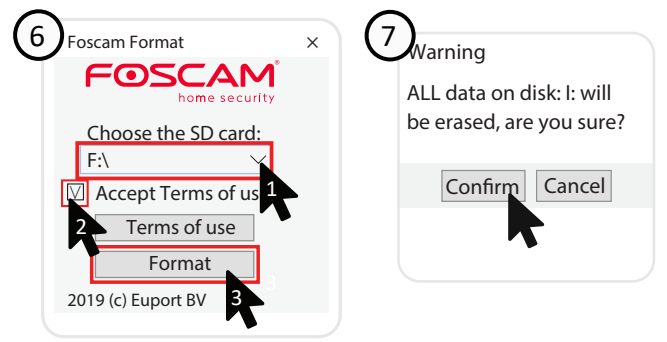 6
Foscam Format ×
FOSCAM
home security
Choose the SD card:
F:\
1
Accept Terms of us
2
Terms of use
Format
3
3
2019 (c) Euport BV
7
Warning
ALL data on disk: I: will
be erased, are you sure?
Confirm Cancel